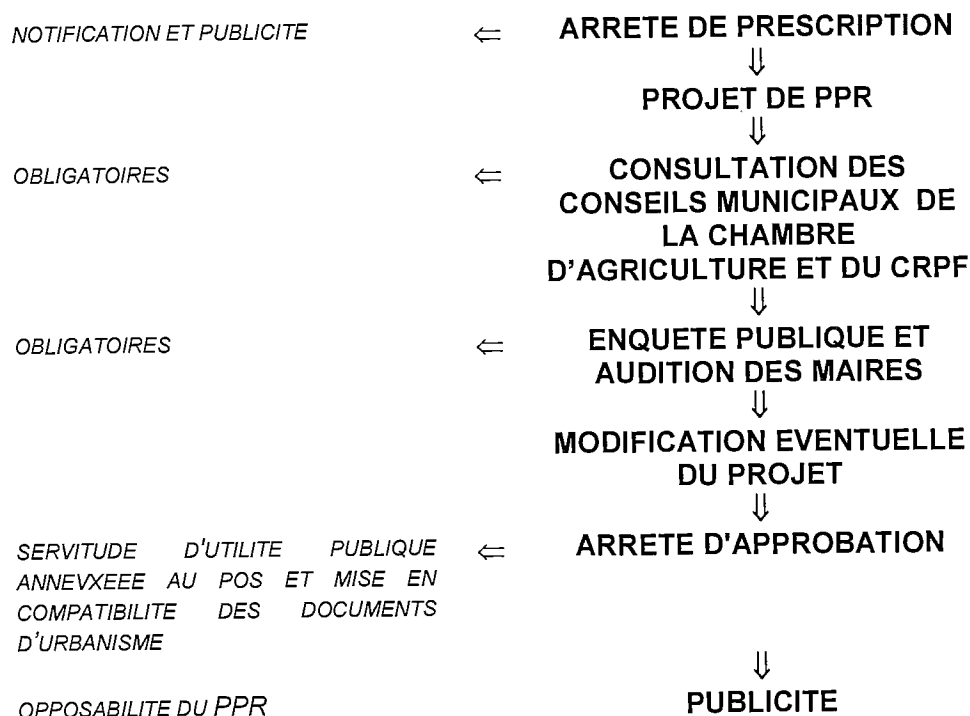 NOTIFICATION ET PUBLICITE ⇐ ARRETE DE PRESCRIPTION
⇓
PROJET DE PPR
⇓
OBLIGATOIRES ⇐ CONSULTATION DES
CONSEILS MUNICIPAUX DE
LA CHAMBRE
D'AGRICULTURE ET DU CRPF
⇓
OBLIGATOIRES ⇐ ENQUETE PUBLIQUE ET
AUDITION DES MAIRES
⇓
MODIFICATION EVENTUELLE
DU PROJET
⇓
SERVITUDE D'UTILITE PUBLIQUE ⇐ ARRETE D'APPROBATION
ANNEVXEEE AU POS ET MISE EN
COMPATIBILITE DES DOCUMENTS
D'URBANISME
⇓
OPPOSABILITE DU PPR PUBLICITE